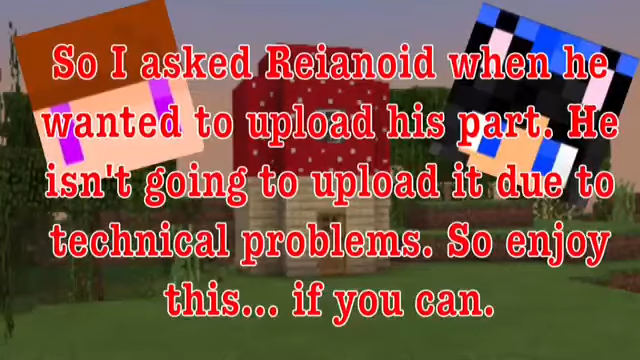 So I asked Reianoid when he
wanted to upload his part. He
isn't going to upload it due to
technical problems. So enjoy
this... if you can.